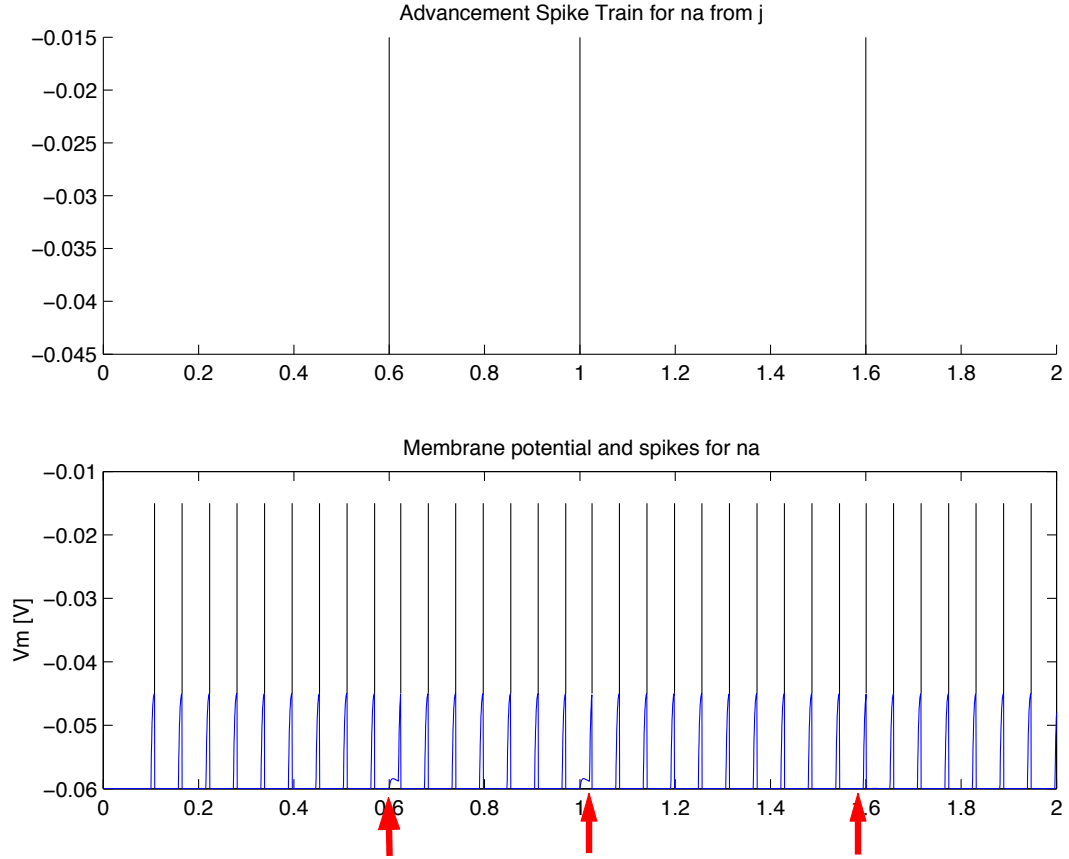 Advancement Spike Train for na from j
−0.015
−0.02
−0.025
−0.03
−0.035
−0.04
−0.045
0 0.2 0.4 0.6 0.8 1 1.2 1.4 1.6 1.8 2
Membrane potential and spikes for na
−0.01
−0.02
−0.03
−0.04
−0.05
−0.06
Vm [V]
0 0.2 0.4 0.6 0.8 1 1.2 1.4 1.6 1.8 2